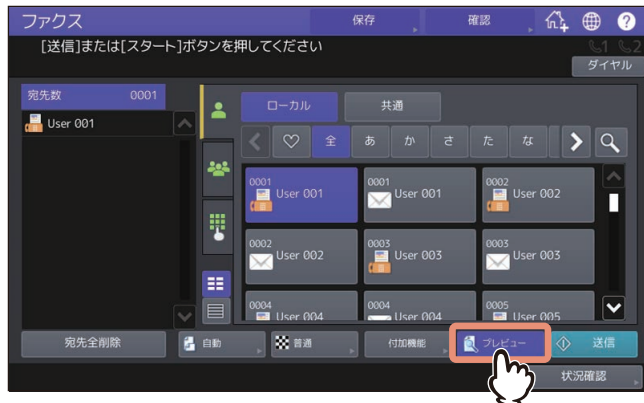 ファクス
保存
確認
?
[送信]または[スタート]ボタンを押してください
1 2
ダイヤル
宛先数 0001
User 001
ローカル
共通
全 あ か さ た な
0001 User 001
0001 User 001
0002 User 002
0002 User 002
0003 User 003
0003 User 003
0004 User 004
0004 User 004
0005 User 005
宛先全削除
自動
普通
付加機能
プレビュー
送信
状況確認